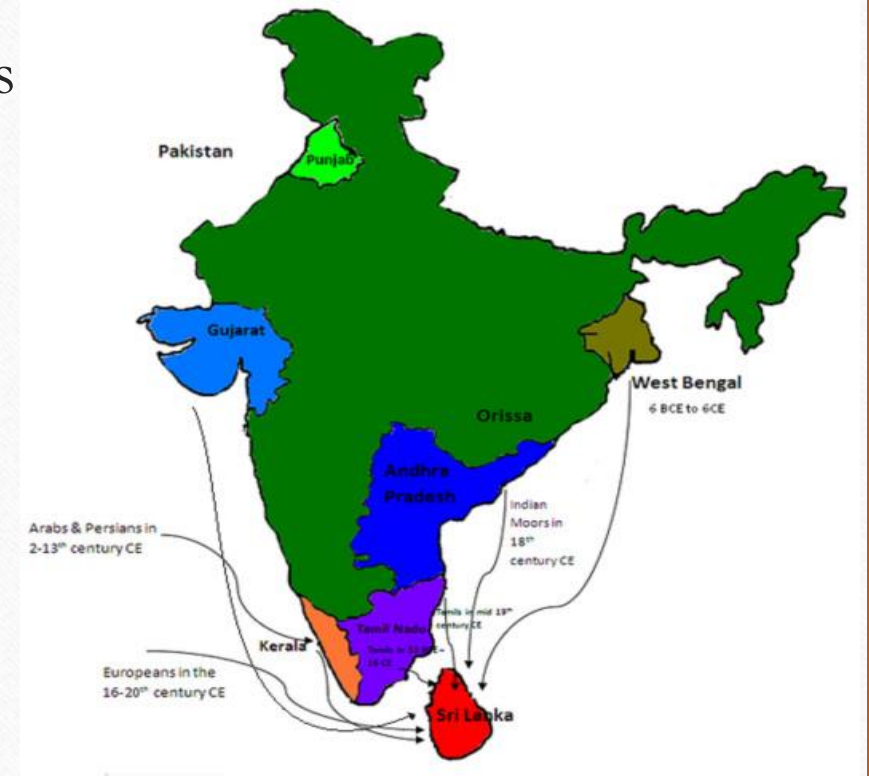 s
Pakistan
Punjab
Gujarat
West Bengal
6 BCE to 6CE
Orissa
Andhra
Pradesh
Indian
Moors in
18th
century CE
Arabs & Persians in
2-13th century CE
Tamils in mid 19th
century CE
Tamil Nadu
Tamils in
Kerala
Europeans in the
16-20th century CE
Sri Lanka